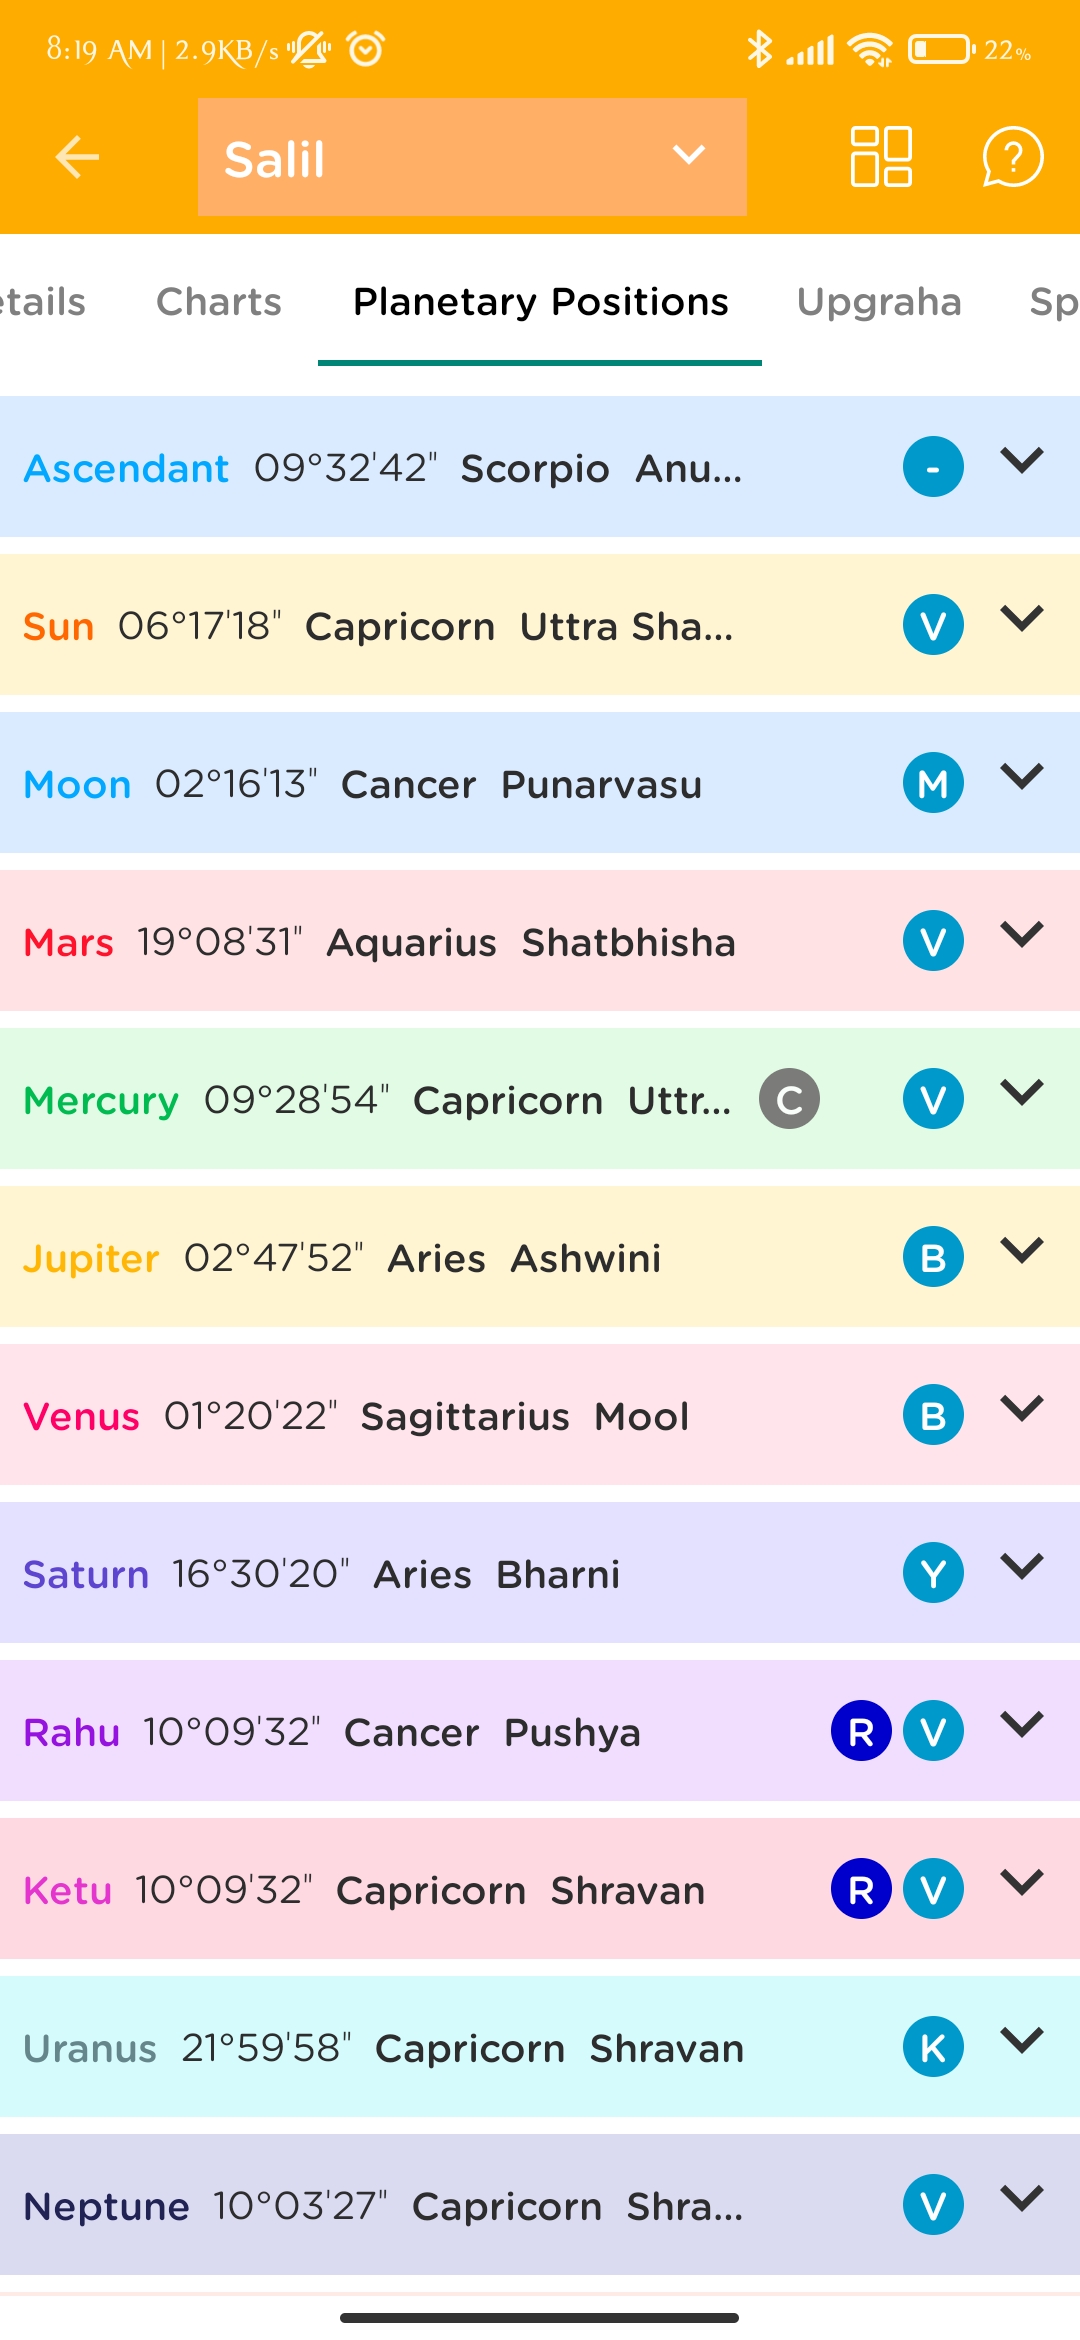 8:19 AM | 2.9KB/s 22%
Salil
etails Charts Planetary Positions Upgraha Sp
Ascendant 09°32'42" Scorpio Anu... -
Sun 06°17'18" Capricorn Uttra Sha... V
Moon 02°16'13" Cancer Punarvasu M
Mars 19°08'31" Aquarius Shatbhisha V
Mercury 09°28'54" Capricorn Uttr... C V
Jupiter 02°47'52" Aries Ashwini B
Venus 01°20'22" Sagittarius Mool B
Saturn 16°30'20" Aries Bharni Y
Rahu 10°09'32" Cancer Pushya R V
Ketu 10°09'32" Capricorn Shravan R V
Uranus 21°59'58" Capricorn Shravan K
Neptune 10°03'27" Capricorn Shra... V